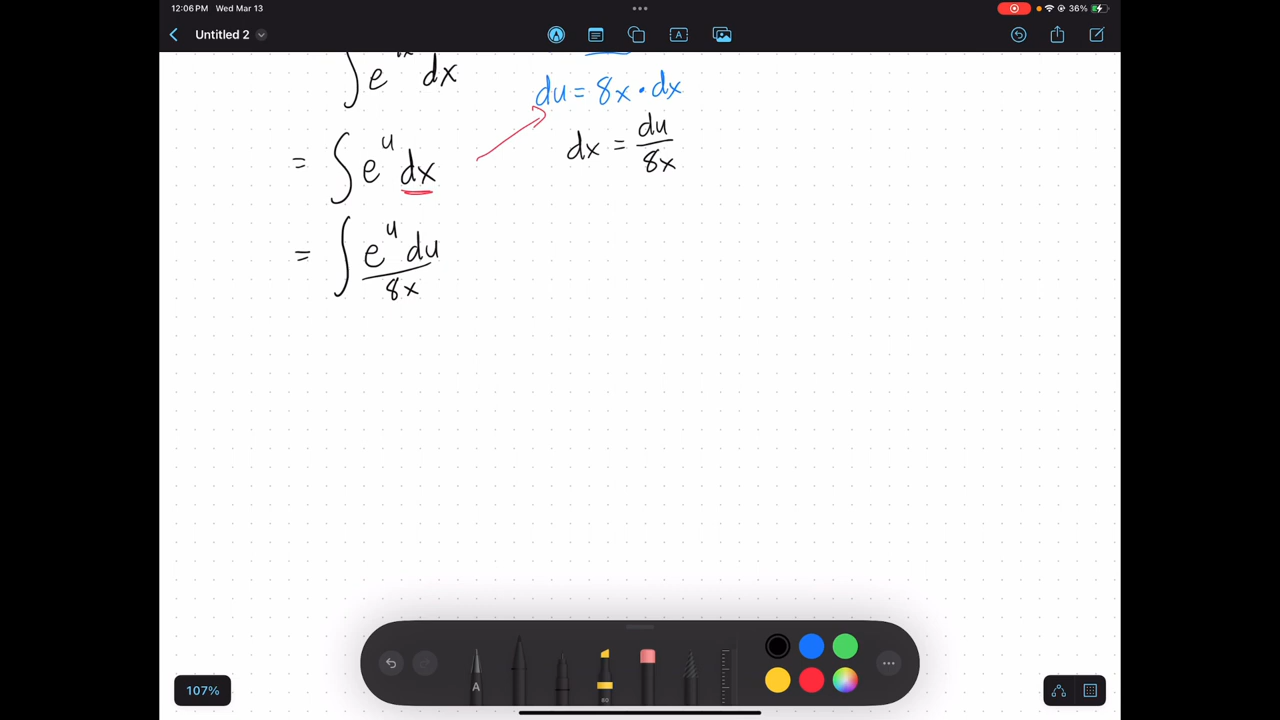 12:06 PM Wed Mar 13
36%
Untitled 2
∫ e dx
du = 8x · dx
dx = du/8x
= ∫ e^u dx
= ∫ e^u du/8x
A
A
80
107%